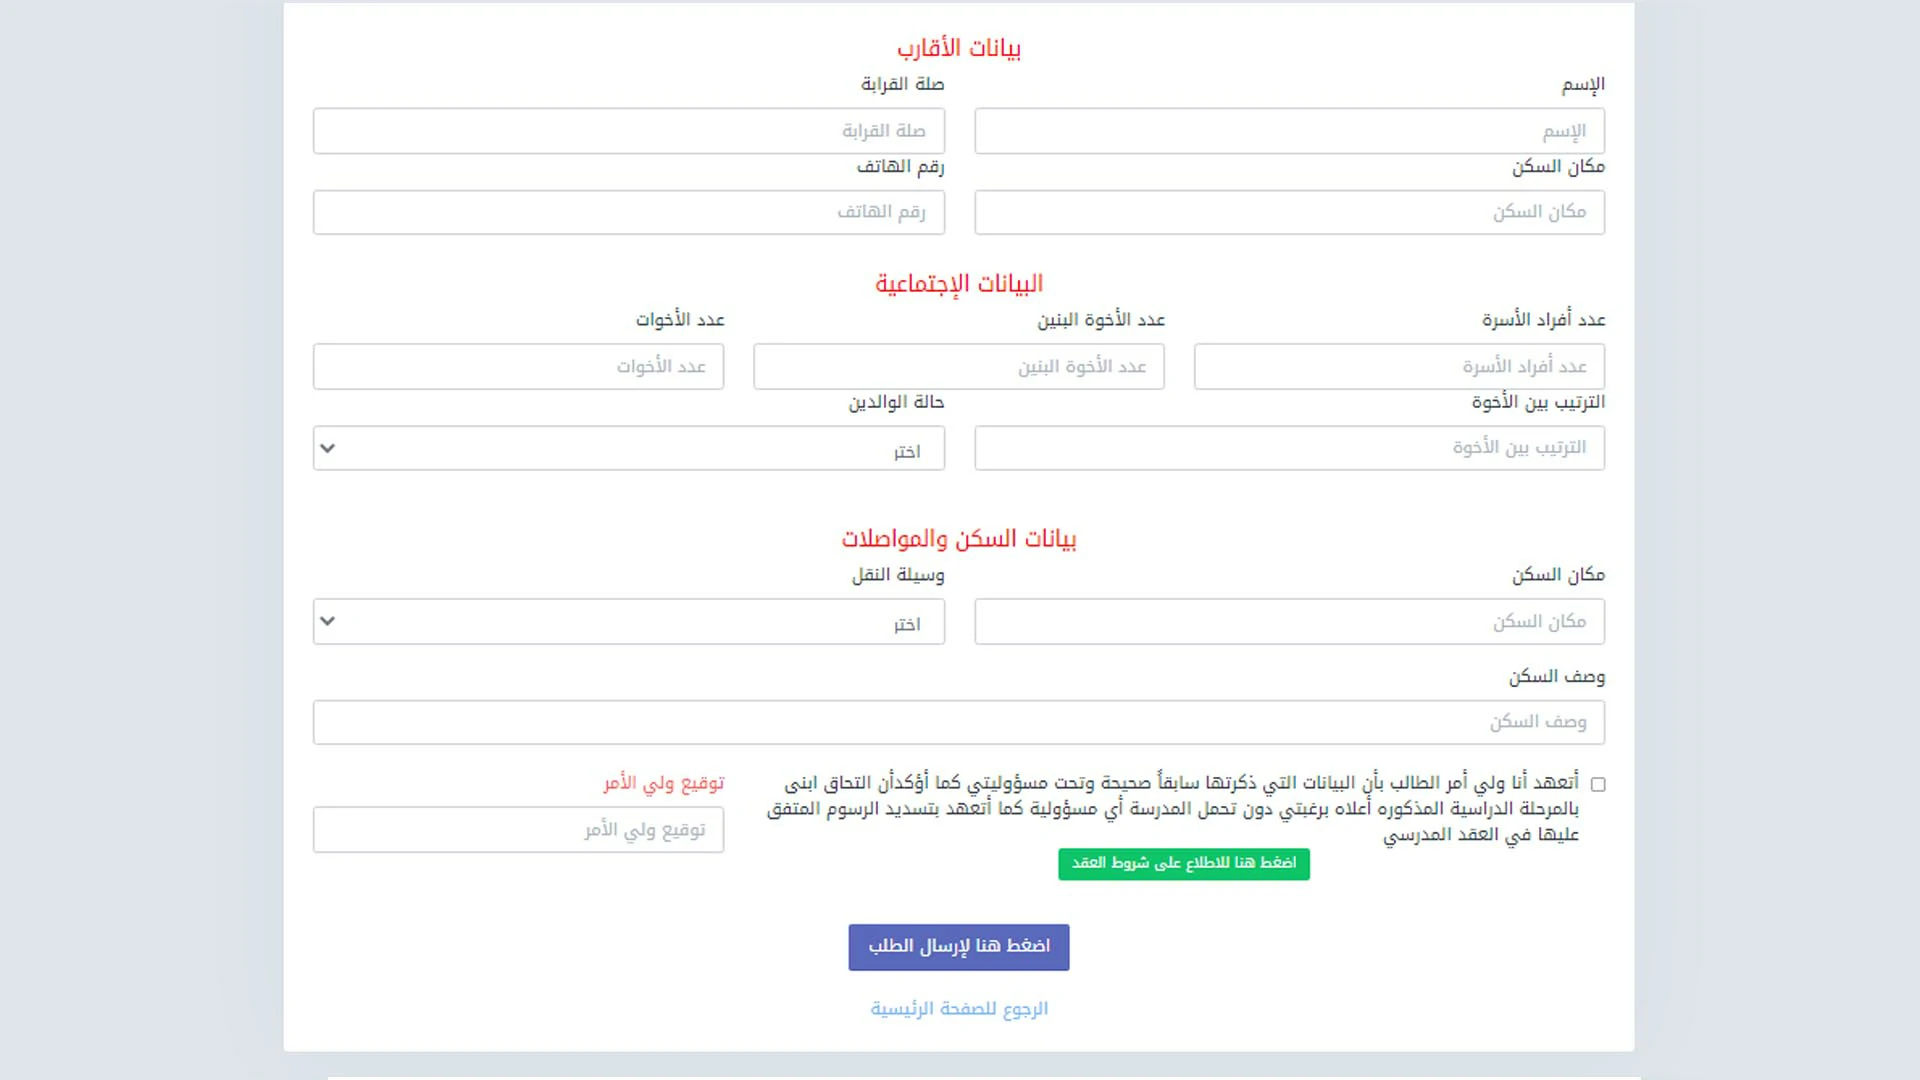 بيانات الأقارب
الإسم
صلة القرابة
الإسم
صلة القرابة
مكان السكن
رقم الهاتف
مكان السكن
رقم الهاتف
البيانات الإجتماعية
عدد أفراد الأسرة
عدد الأخوة البنين
عدد الأخوات
عدد أفراد الأسرة
عدد الأخوة البنين
عدد الأخوات
الترتيب بين الأخوة
حالة الوالدين
الترتيب بين الأخوة
اختر
بيانات السكن والمواصلات
مكان السكن
وسيلة النقل
مكان السكن
اختر
وصف السكن
وصف السكن
أتعهد أنا ولي أمر الطالب بأن البيانات التي ذكرتها سابقاً صحيحة وتحت مسؤوليتي كما أؤكدأن التحاق ابنى
بالمرحلة الدراسية المذكوره أعلاه برغبتي دون تحمل المدرسة أي مسؤولية كما أتعهد بتسديد الرسوم المتفق
عليها في العقد المدرسي
اضغط هنا للاطلاع على شروط العقد
توقيع ولي الأمر
توقيع ولي الأمر
اضغط هنا لإرسال الطلب
الرجوع للصفحة الرئيسية